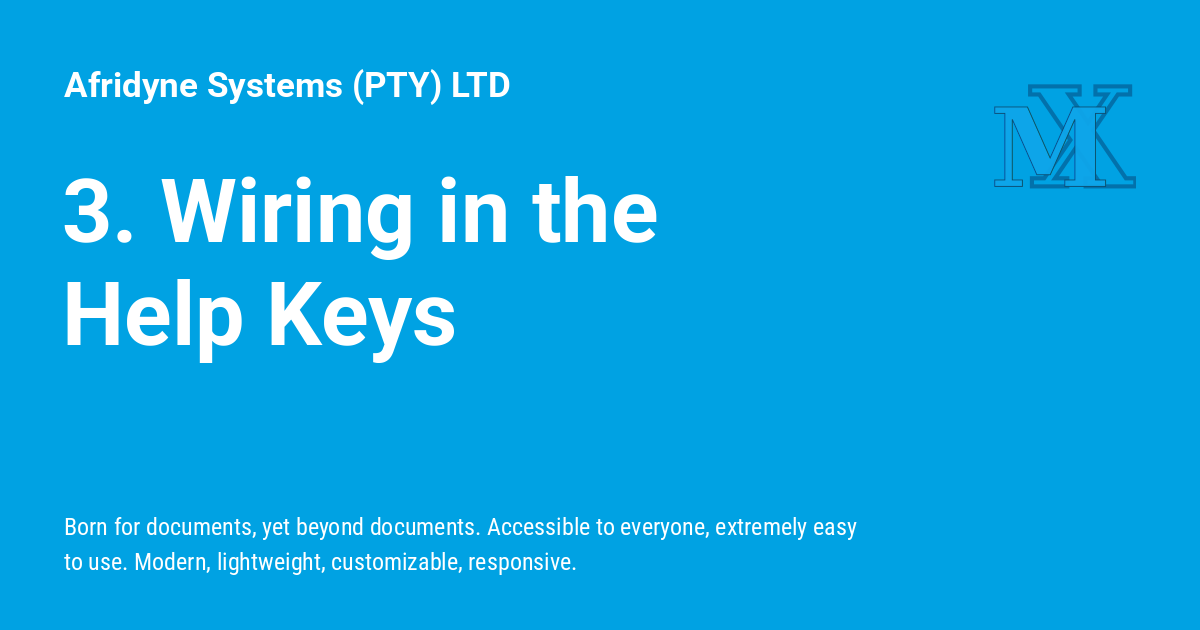 Afridyne Systems (PTY) LTD
MX
3. Wiring in the
Help Keys
Born for documents, yet beyond documents. Accessible to everyone, extremely easy
to use. Modern, lightweight, customizable, responsive.